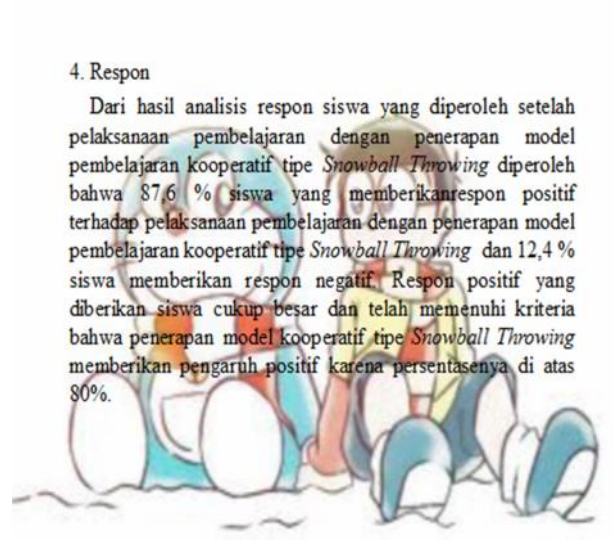 4. Respon
Dari hasil analisis respon siswa yang diperoleh setelah
pelaksanaan pembelajaran dengan penerapan model
pembelajaran kooperatif tipe Snowball Throwing diperoleh
bahwa 87,6 % siswa yang memberikanrespon positif
terhadap pelaksanaan pembelajaran dengan penerapan model
pembelajaran kooperatif tipe Snowball Throwing dan 12,4 %
siswa memberikan respon negatif. Respon positif yang
diberikan siswa cukup besar dan telah memenuhi kriteria
bahwa penerapan model kooperatif tipe Snowball Throwing
memberikan pengaruh positif karena persentasenya di atas
80%.